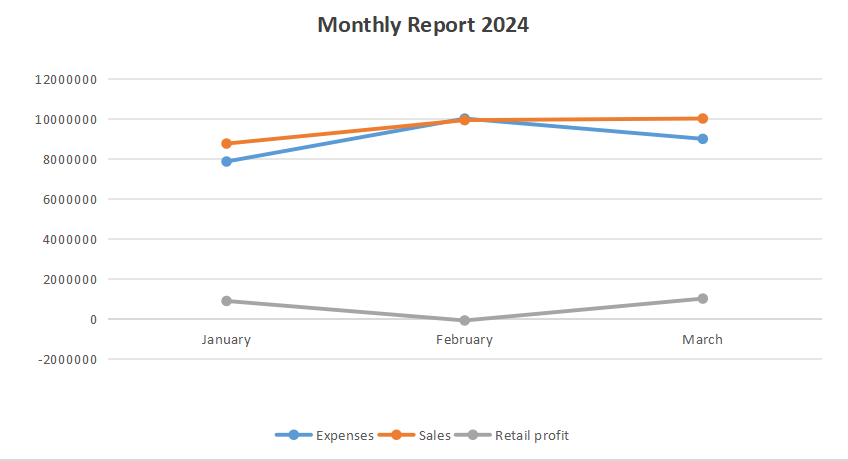 Monthly Report 2024
12000000
10000000
8000000
6000000
4000000
2000000
0
-2000000
January February March
Expenses Sales Retail profit